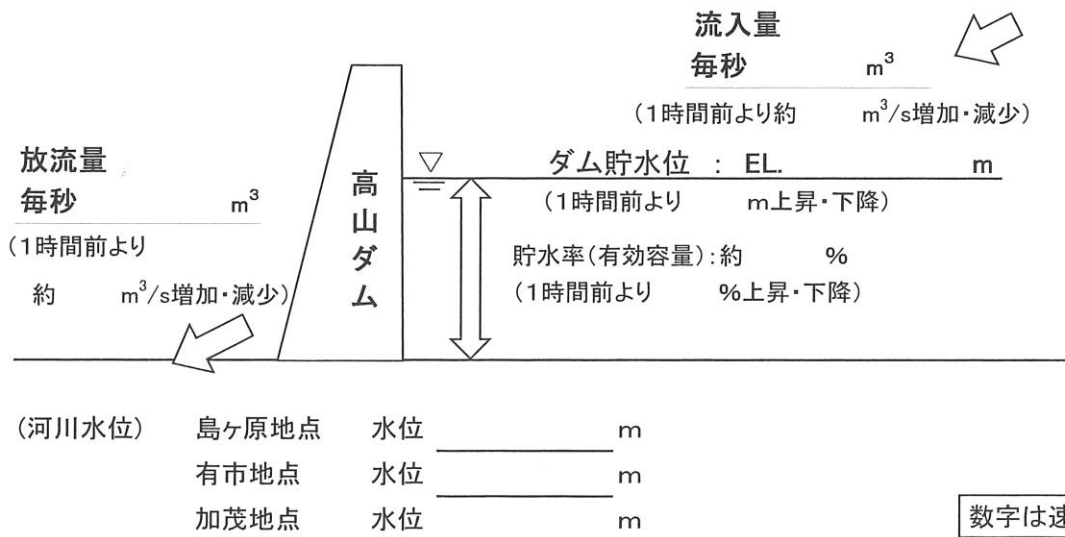 流入量
毎秒 m³
(1時間前より約 m³/s増加・減少)
放流量
毎秒 m³
(1時間前より
約 m³/s増加・減少)
高山ダム
ダム貯水位 : EL. m
(1時間前より m上昇・下降)
貯水率(有効容量):約 %
(1時間前より %上昇・下降)
(河川水位) 島ヶ原地点 水位 m
有市地点 水位 m
加茂地点 水位 m
数字は速